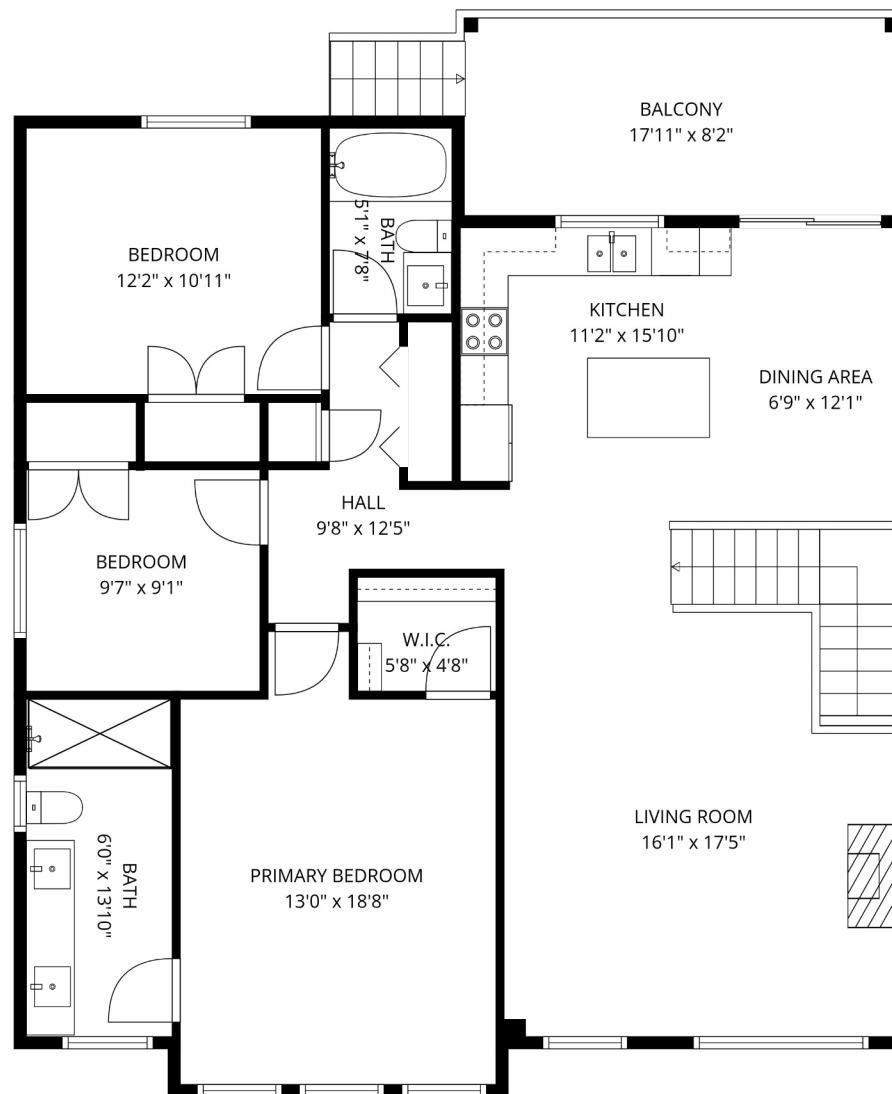 BALCONY
17'11" x 8'2"
BATH
5'1" x 7'8"
BEDROOM
12'2" x 10'11"
KITCHEN
11'2" x 15'10"
DINING AREA
6'9" x 12'1"
HALL
9'8" x 12'5"
BEDROOM
9'7" x 9'1"
W.I.C.
5'8" x 4'8"
LIVING ROOM
16'1" x 17'5"
BATH
6'0" x 13'10"
PRIMARY BEDROOM
13'0" x 18'8"